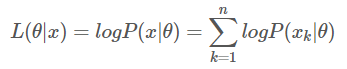 L(θ|x) = logP(x|θ) = ∑_{k=1}^{n} logP(x_k|θ)